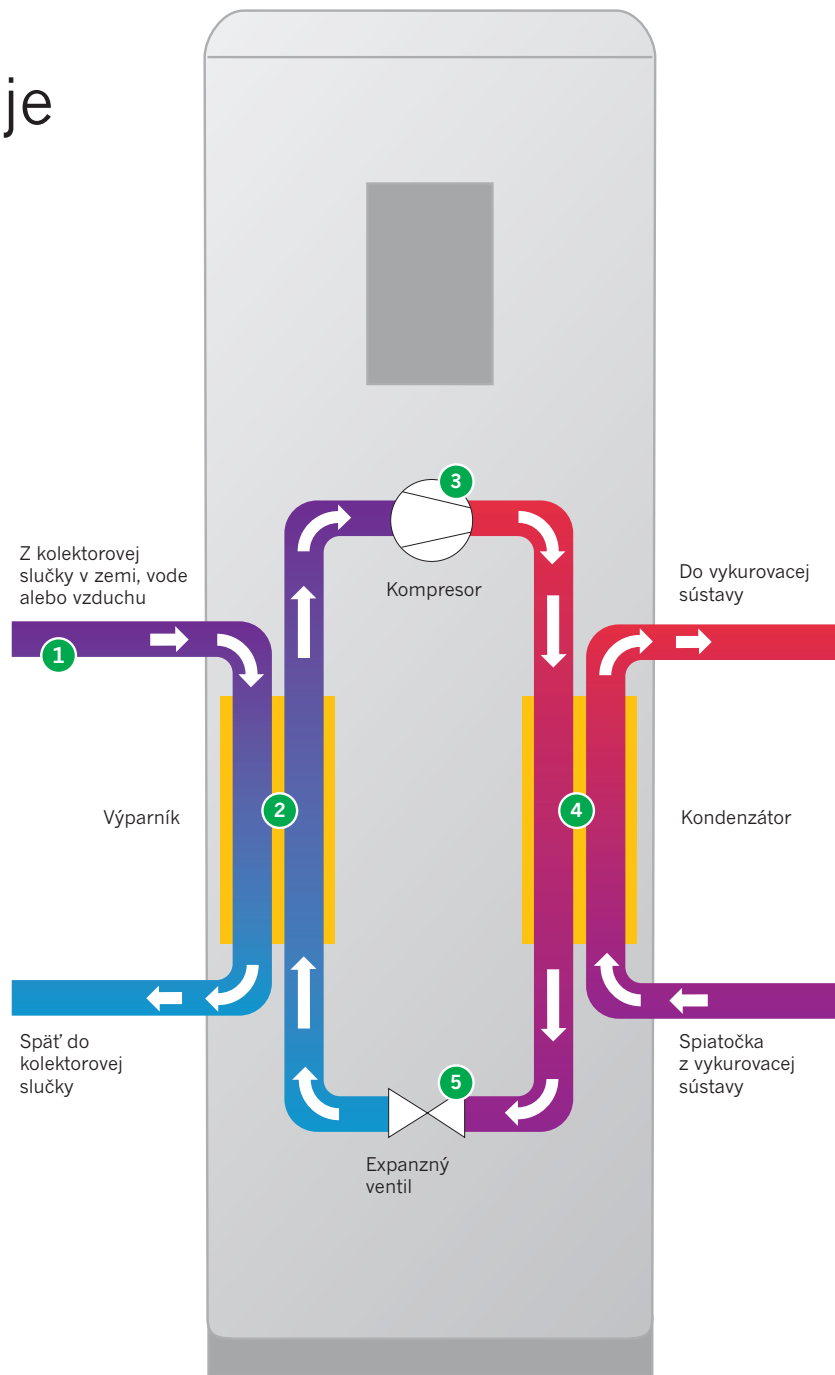 je
3
Kompresor
Z kolektorovej
slučky v zemi, vode
alebo vzduchu
1
Do vykurovacej
sústavy
Výparník
2
4
Kondenzátor
Späť do
kolektorovej
slučky
Spiatočka
z vykurovacej
sústavy
5
Expanzný
ventil